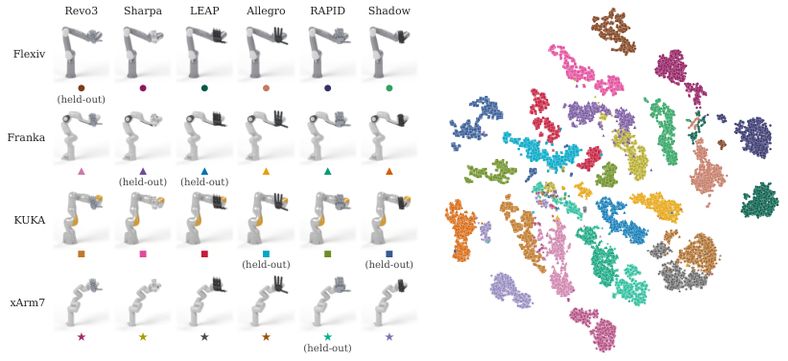 Revo3 Sharpa LEAP Allegro RAPID Shadow
Flexiv
(held-out)
Franka
(held-out) (held-out)
KUKA
(held-out) (held-out)
xArm7
(held-out)